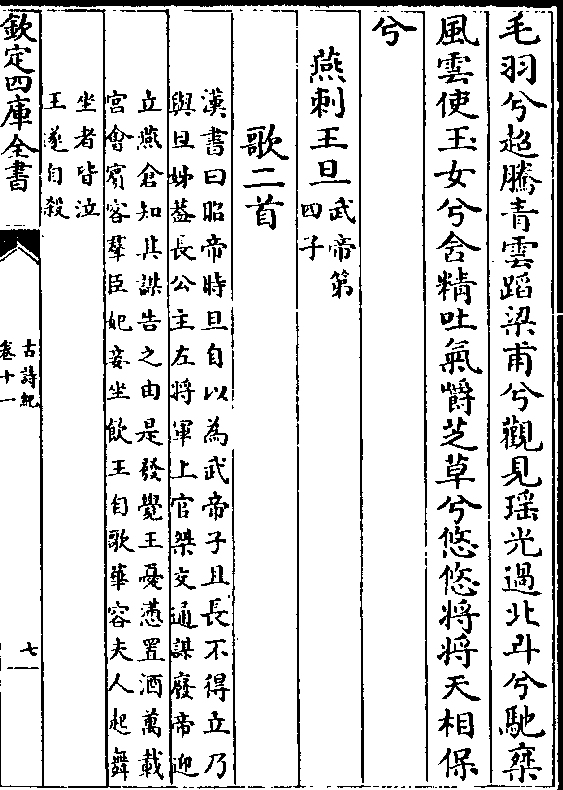 毛羽兮超騰青雲蹈梁甫兮觀見瑶光過北斗兮馳乗
風雲使玉女兮含精吐氣嚼芝草兮悠悠將將天相保
兮
燕刺王旦武帝第
四子
歌二首
漢書曰昭帝時旦自以為武帝子且長不得立乃
與旦姊蓋長公主左將軍上官桀交通謀廢帝迎
立燕倉知其謀告之由是發覺王憂懣置酒萬載
宮會賓客羣臣妃妾坐飲王自歌華容夫人起舞
坐者皆泣
王遂自殺
欽定四庫全書
古詩紀
卷十一
七